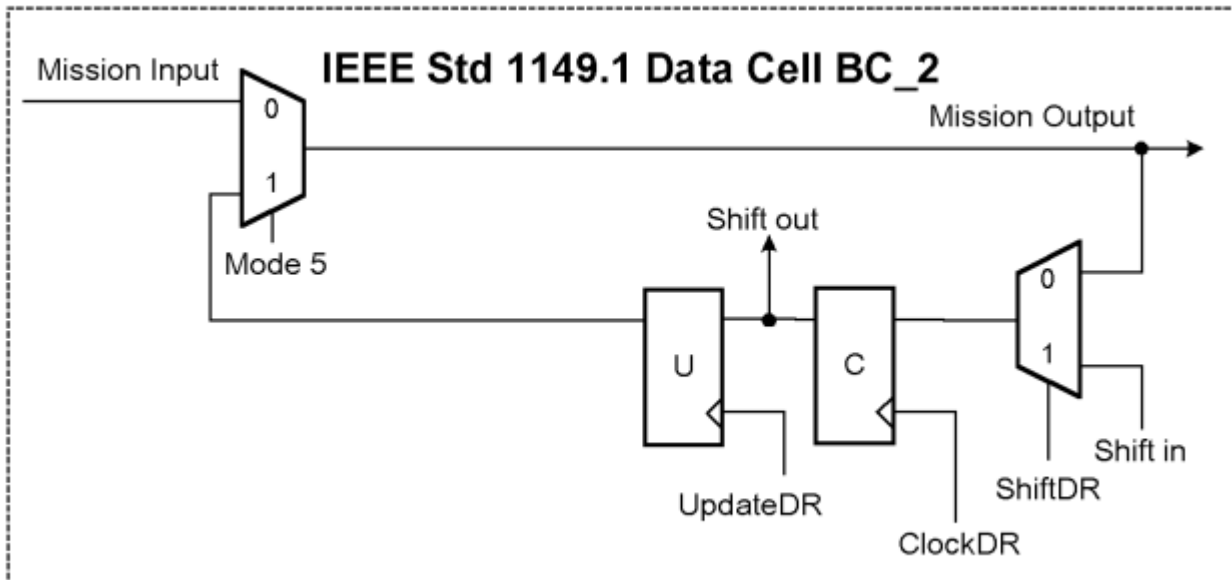 IEEE Std 1149.1 Data Cell BC_2
Mission Input
0
Mission Output
1
Shift out
Mode 5
0
U
C
1
Shift in
ShiftDR
UpdateDR
ClockDR